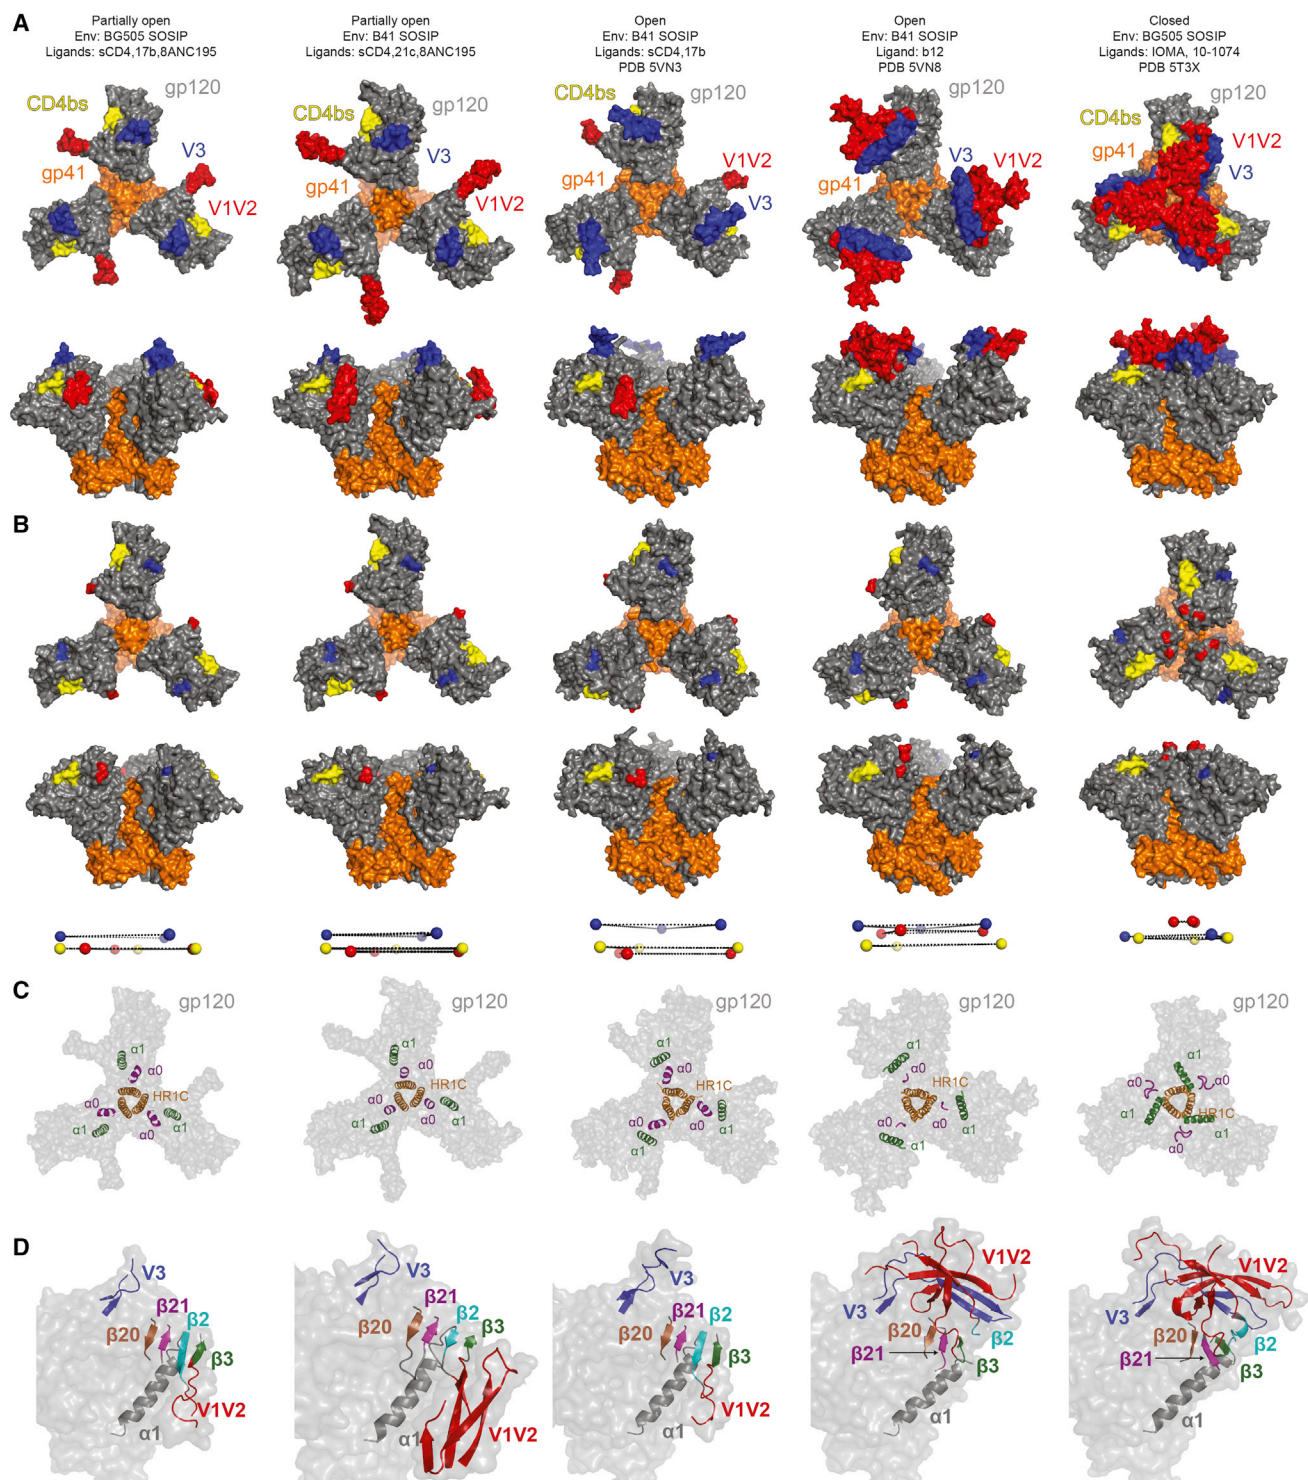 A
Partially open
Env: BG505 SOSIP
Ligands: sCD4,17b,8ANC195
Partially open
Env: B41 SOSIP
Ligands: sCD4,21c,8ANC195
Open
Env: B41 SOSIP
Ligands: sCD4,17b
PDB 5VN3
Open
Env: B41 SOSIP
Ligand: b12
PDB 5VN8
Closed
Env: BG505 SOSIP
Ligands: IOMA, 10-1074
PDB 5T3X
CD4bs
gp120
V3
gp41
V1V2
CD4bs
gp120
V3
gp41
V1V2
CD4bs
gp120
V1V2
gp41
V3
gp120
V3
V1V2
gp41
gp120
CD4bs
gp41
V1V2
V3
B
C
gp120
α1
α0
HR1C
α0
α0
α1
α1
gp120
α1
α0
HR1C
α0
α0
α1
α1
gp120
α1
α0
HR1C
α0
α0
α1
α1
gp120
α1
α0
HR1C
α0
α0
α1
α1
gp120
α1
α0
α0
HR1C
α1
α0
α1
D
V3
β21
β2
β20
β3
V1V2
α1
V3
β21
β2
β20
β3
α1
V1V2
V3
β21
β2
β20
β3
V1V2
α1
V1V2
V3
β20
β2
β21
β3
α1
V1V2
V3
β20
β2
β21
β3
α1